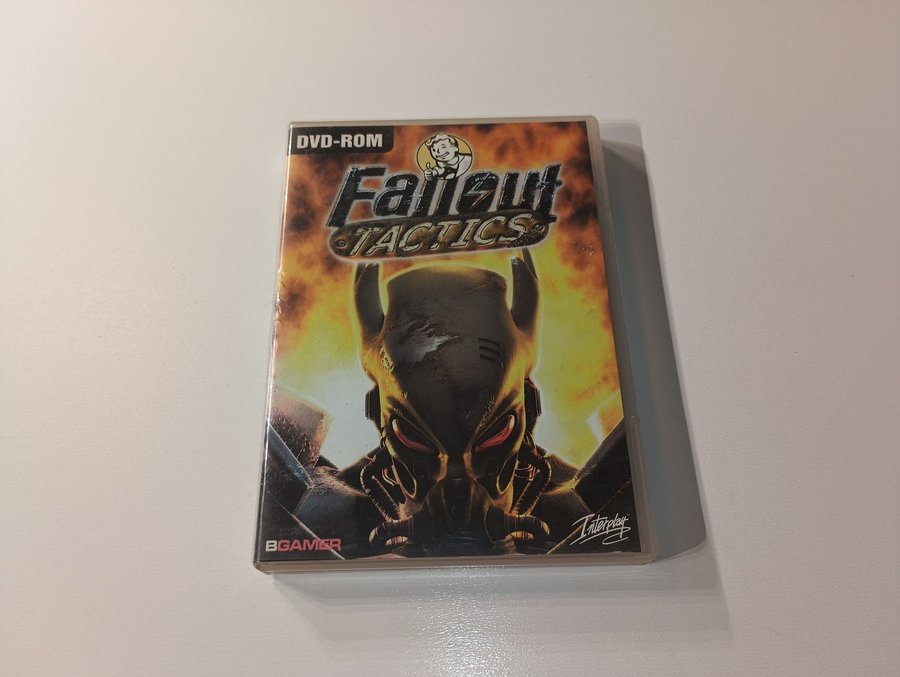 DVD-ROM
Fallout
TACTICS
BGAMER
Interplay